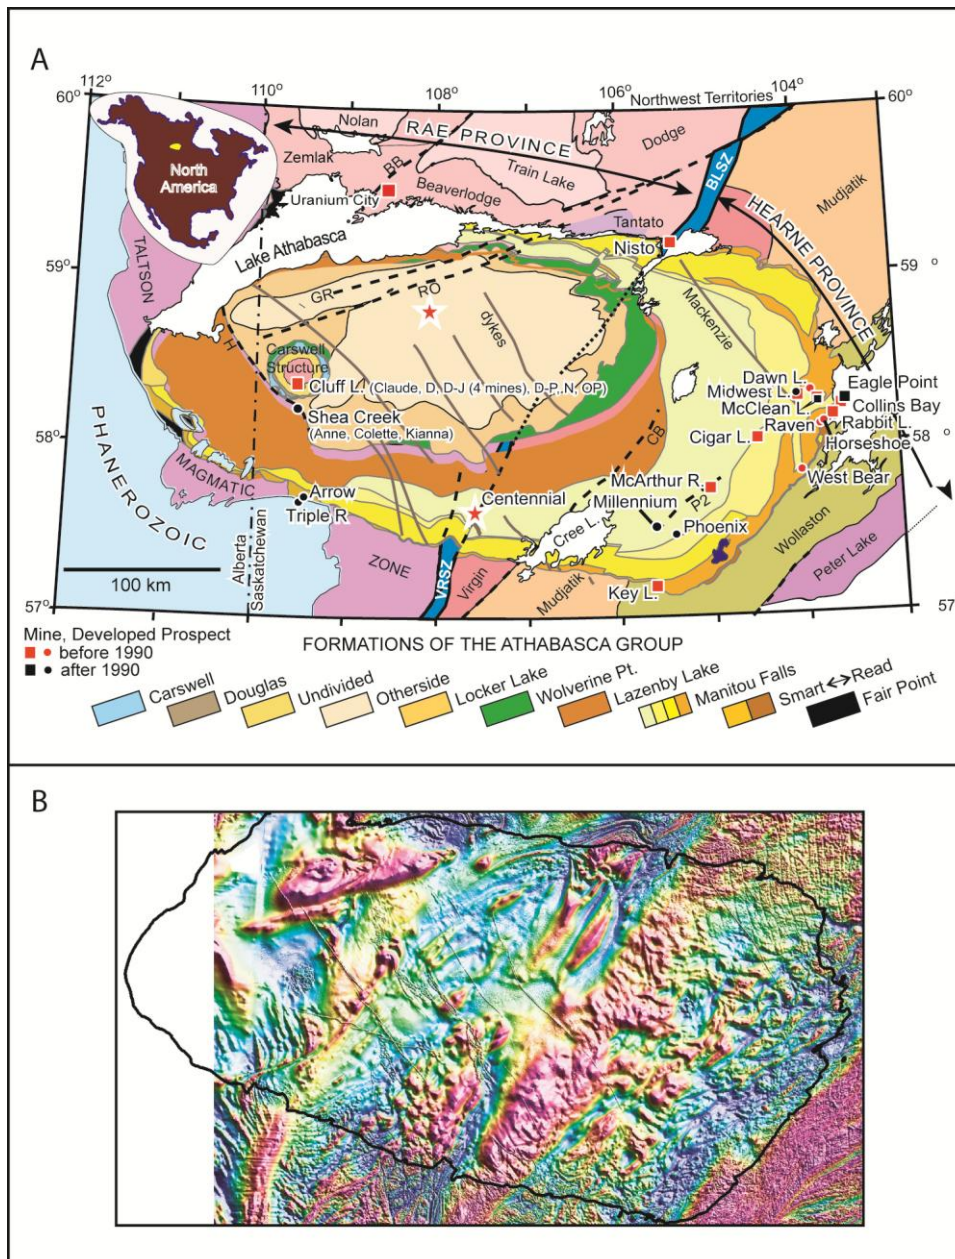 A
112°
110°
108°
106°
104°
60°
60°
Northwest Territories
North
America
Nolan
RAE PROVINCE
Dodge
Zemlak
BB
Train Lake
BLSZ
Mudjatik
Uranium City
Beaverlodge
HEARNE PROVINCE
Tantato
Lake Athabasca
Nisto
TALTSON
59°
59°
GR
RO
Mackenzie
dykes
H
Carswell
Structure
Cluff L. (Claude, D, D-J (4 mines), D-P, N, OP)
Shea Creek
(Anne, Colette, Kianna)
Dawn L.
Midwest L.
McClean L.
Raven
Eagle Point
Collins Bay
Rabbit L.
Horseshoe
58°
58°
Cigar L.
CB
West Bear
PHANEROZOIC
MAGMATIC
ZONE
Arrow
Triple R
Centennial
McArthur R.
Millennium
P2
Phoenix
Cree L.
Wollaston
Peter Lake
Alberta
Saskatchewan
100 km
VRSZ
Virgin
Mudjatik
Key L.
57°
57
Mine, Developed Prospect
before 1990
after 1990
FORMATIONS OF THE ATHABASCA GROUP
Carswell
Douglas
Undivided
Otherside
Locker Lake
Wolverine Pt.
Lazenby Lake
Manitou Falls
Smart ↔ Read
Fair Point
B